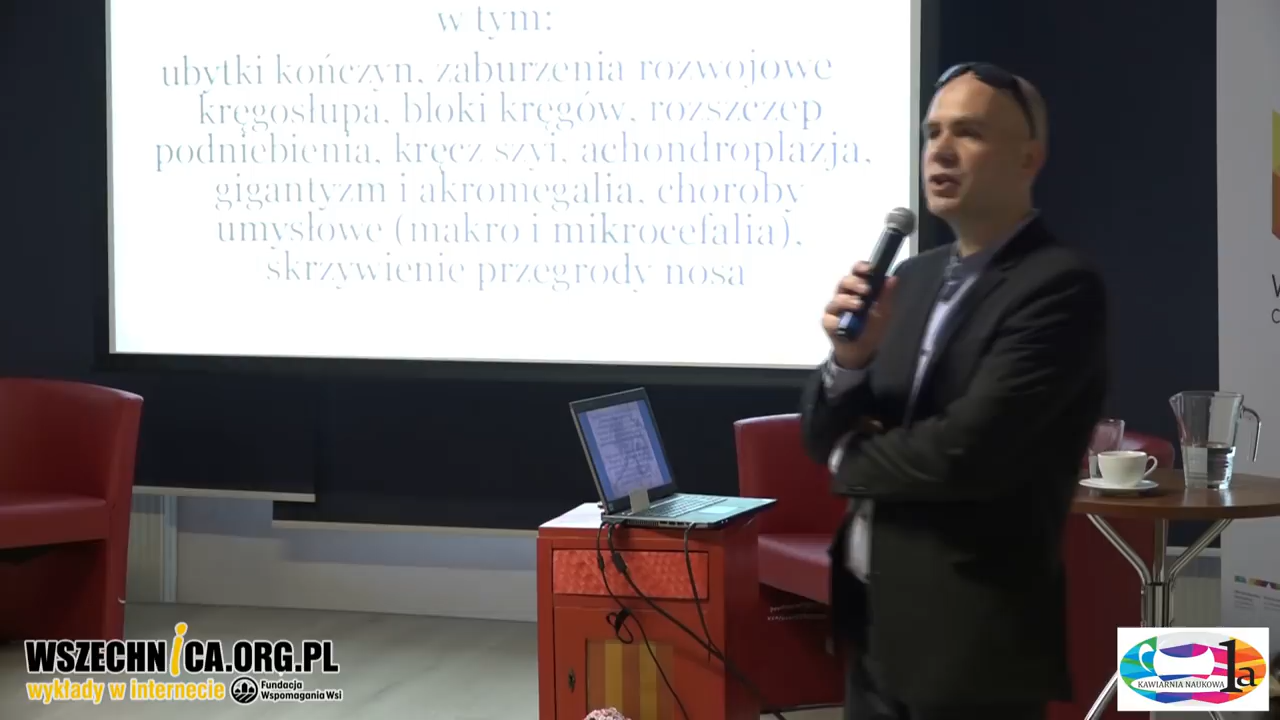 w tym:
ubytki kończyn, zaburzenia rozwojowe
kręgosłupa, bloki kręgów, rozszczep
podniebienia, kręcz szyi, achondroplazja,
gigantyzm i akromegalia, choroby
umysłowe (makro i mikrocefalia),
skrzywienie przegrody nosa
WSZECHNiCA.ORG.PL
wykłady w internecie
Fundacja
Wspomagania Wsi
KAWIARNIA NAUKOWA
1a